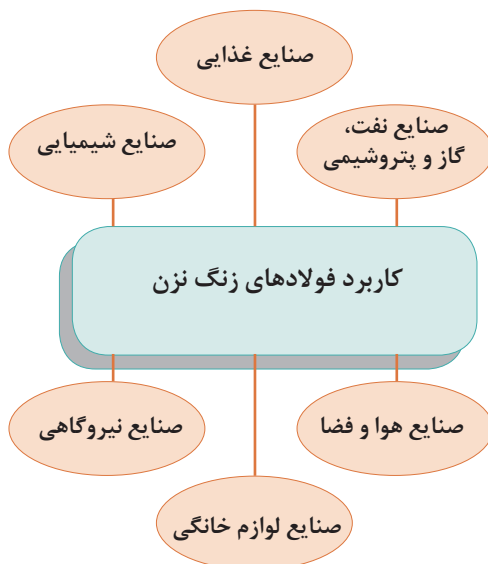 صنایع غذایی
صنایع نفت،
گاز و پتروشیمی
صنایع شیمیایی
کاربرد فولادهای زنگ نزن
صنایع هوا و فضا
صنایع نیروگاهی
صنایع لوازم خانگی